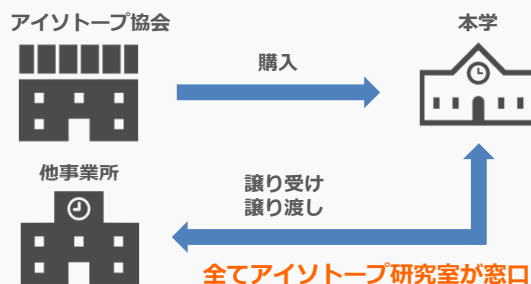 アイソトープ協会
本学
購入
他事業所
譲り受け
譲り渡し
全てアイソトープ研究室が窓口